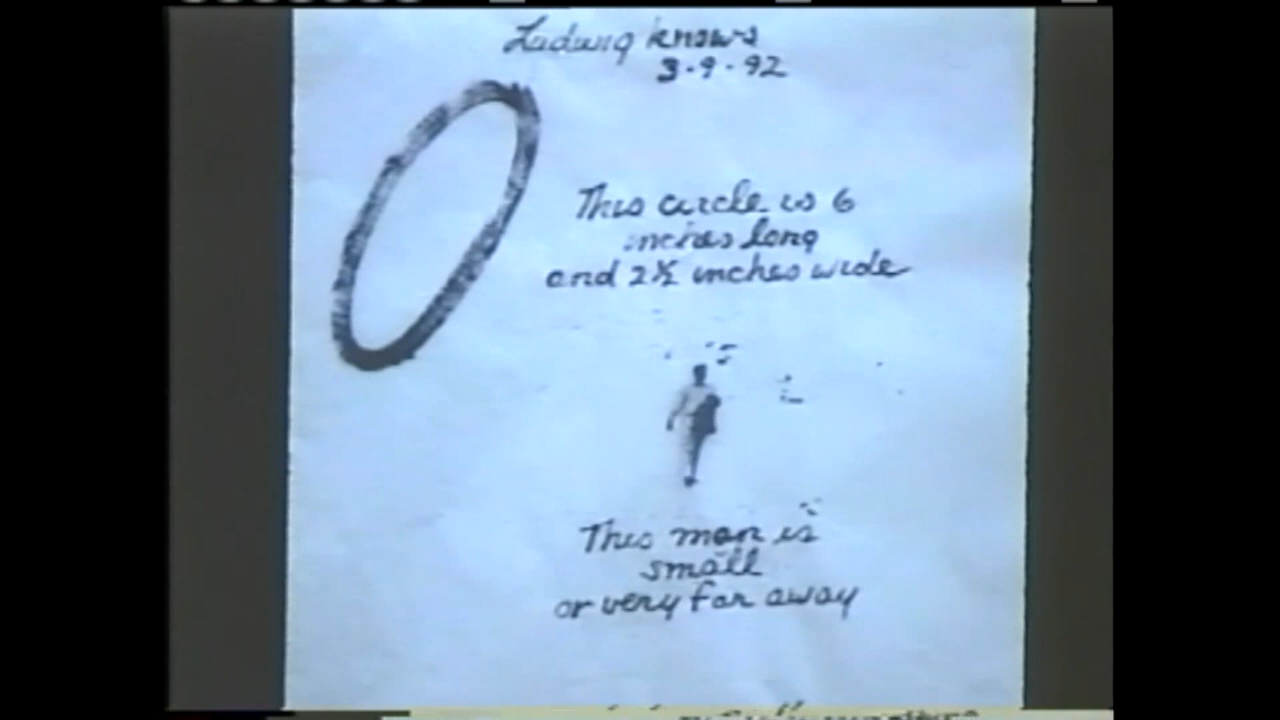 Ludwig knows
3-9-92
This circle is 6
inches long
and 2½ inches wide
This man is
small
or very far away